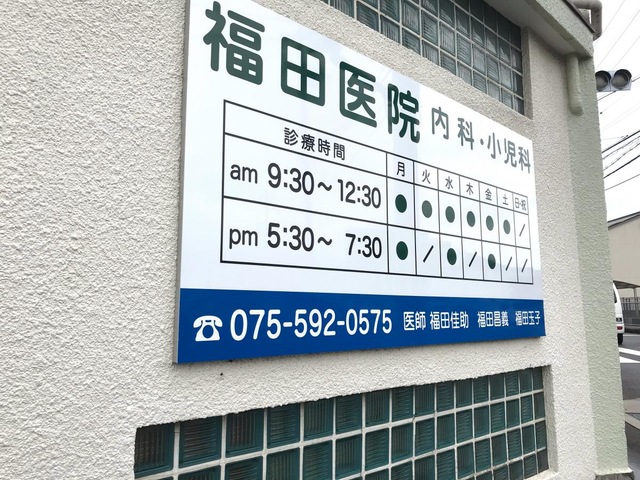 福田医院 内科・小児科
診療時間 月 火 水 木 金 土 日・祝
am 9:30～12:30 ● ● ● ● ● ● /
pm 5:30～ 7:30 ● / ● / ● / /
☎ 075-592-0575 医師 福田佳助 福田昌義 福田玉子